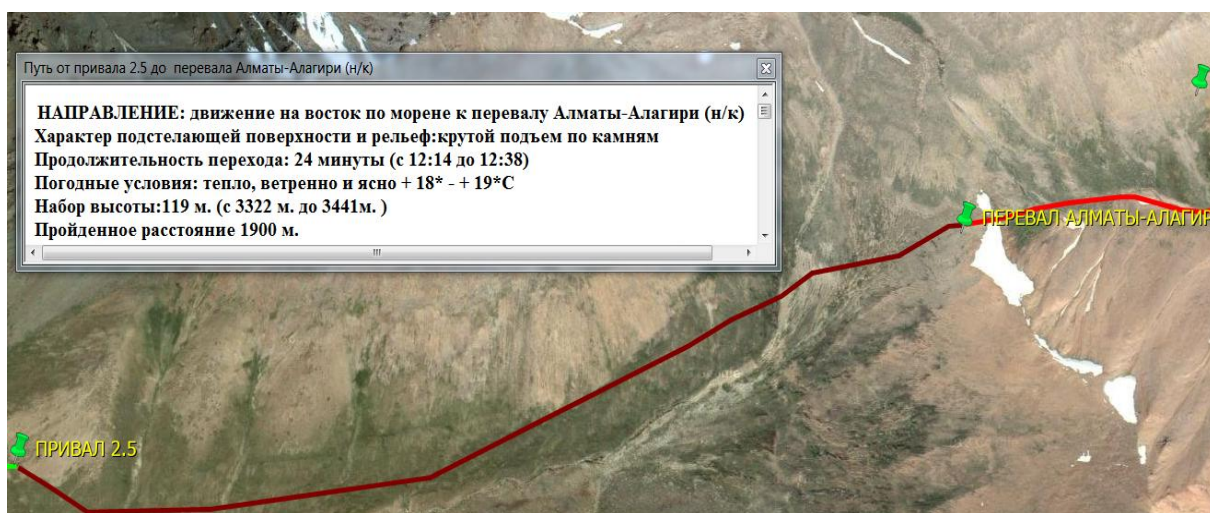 Путь от привала 2.5 до перевала Алматы-Алагири (н/к)
НАПРАВЛЕНИЕ: движение на восток по морене к перевалу Алматы-Алагири (н/к)
Характер подстелающей поверхности и рельеф:крутой подъем по камням
Продолжительность перехода: 24 минуты (с 12:14 до 12:38)
Погодные условия: тепло, ветренно и ясно + 18* - + 19*С
Набор высоты:119 м. (с 3322 м. до 3441м. )
Пройденное расстояние 1900 м.
ПЕРЕВАЛ АЛМАТЫ-АЛАГИР
ПРИВАЛ 2.5